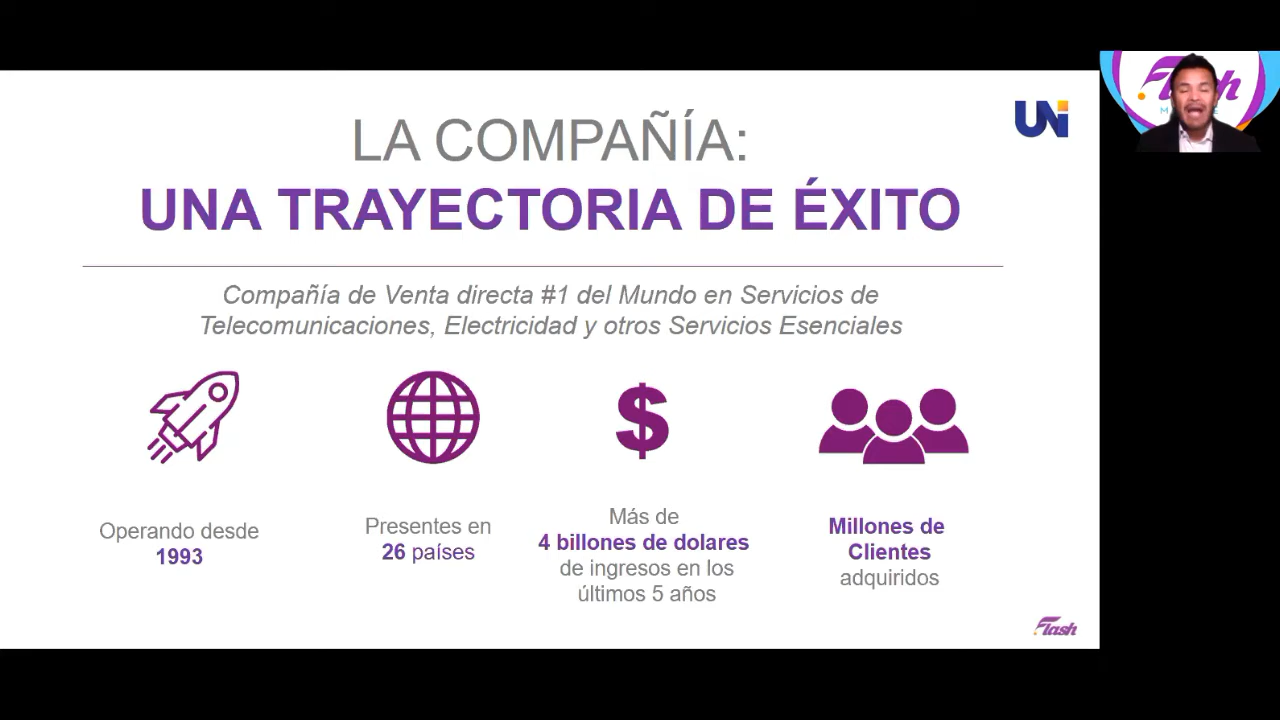 LA COMPAÑÍA:
UNA TRAYECTORIA DE ÉXITO
UNi
Flash
Compañía de Venta directa #1 del Mundo en Servicios de
Telecomunicaciones, Electricidad y otros Servicios Esenciales
$
Operando desde
1993
Presentes en
26 países
Más de
4 billones de dolares
de ingresos en los
últimos 5 años
Millones de
Clientes
adquiridos
Flash